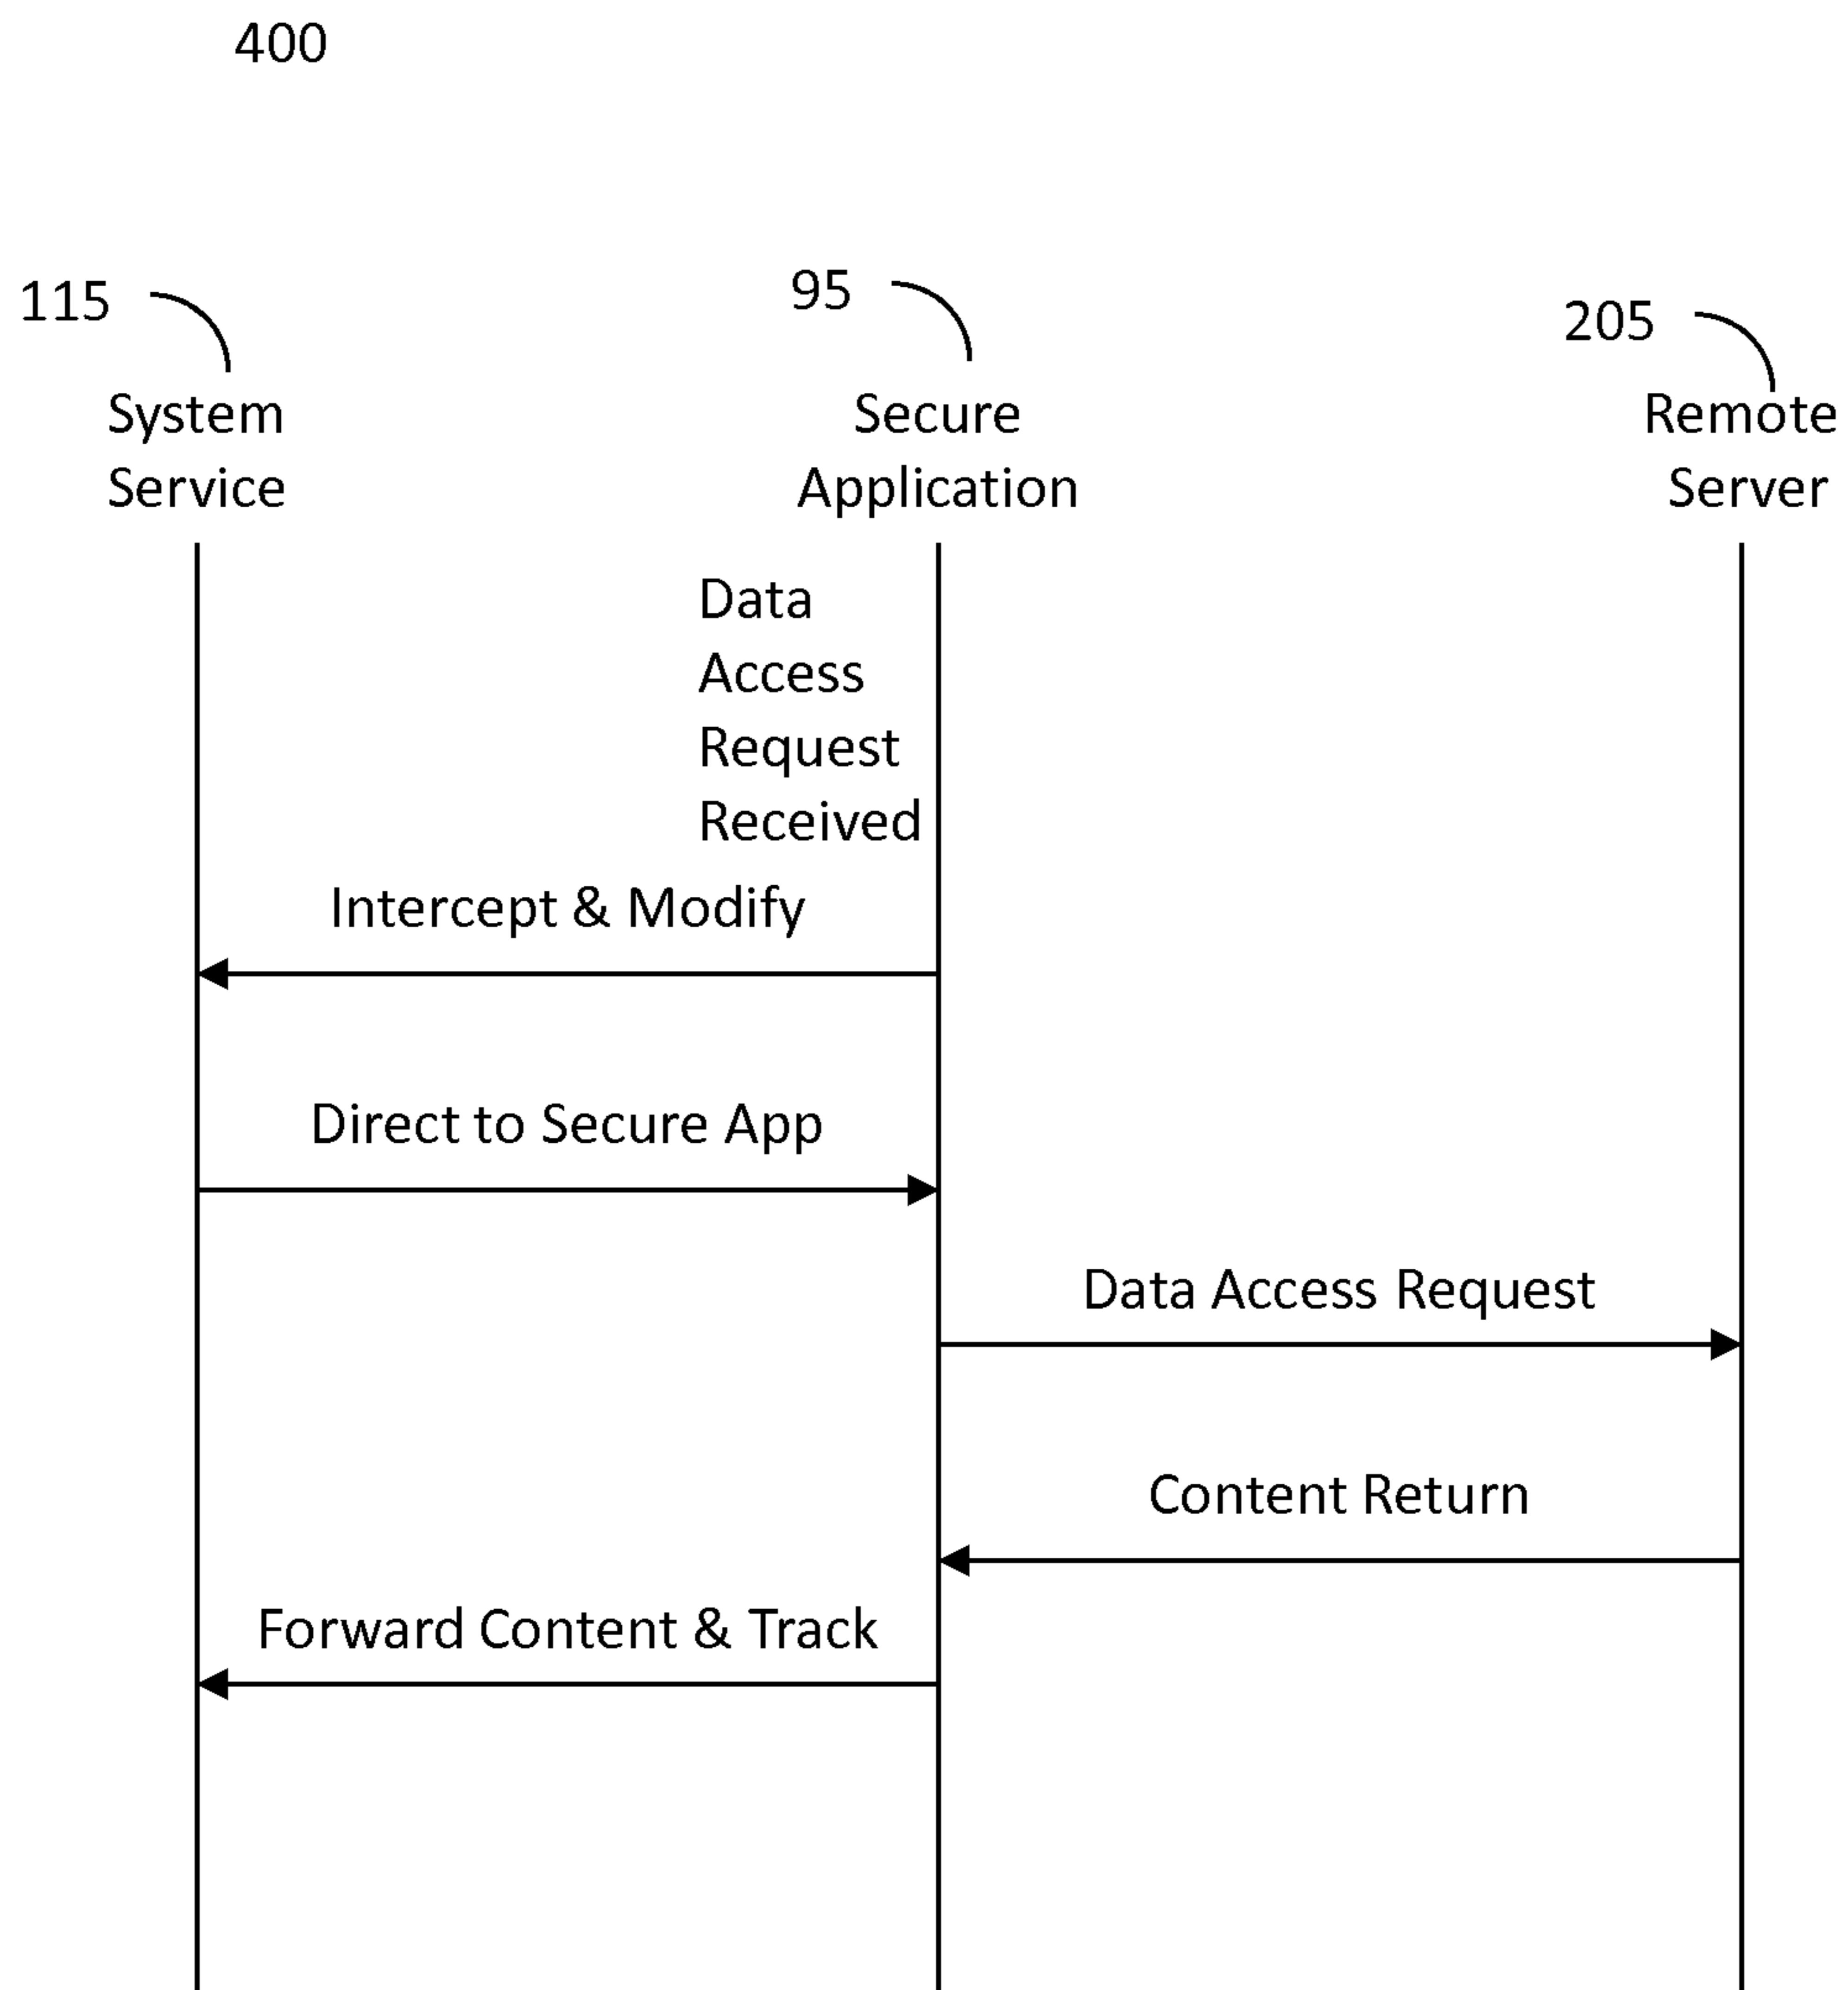 400
115
95
205
System
Service
Secure
Application
Remote
Server
Data
Access
Request
Received
Intercept & Modify
Direct to Secure App
Data Access Request
Content Return
Forward Content & Track